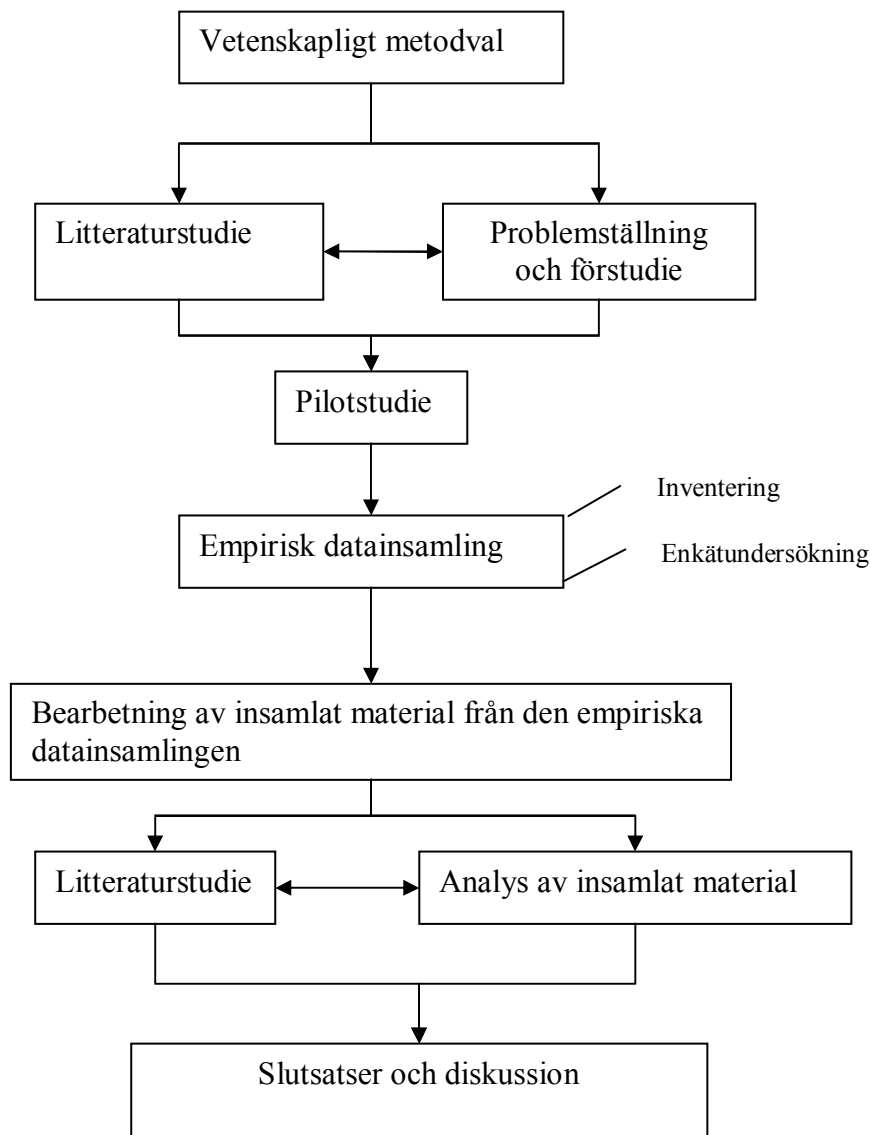 Vetenskapligt metodval
Litteraturstudie
Problemställning
och förstudie
Pilotstudie
Inventering
Empirisk datainsamling
Enkätundersökning
Bearbetning av insamlat material från den empiriska
datainsamlingen
Litteraturstudie
Analys av insamlat material
Slutsatser och diskussion